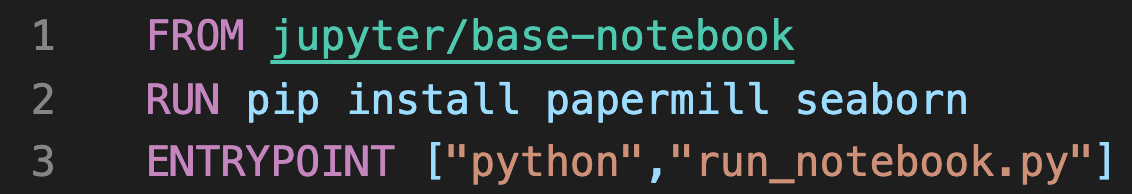 1 FROM jupyter/base-notebook
2 RUN pip install papermill seaborn
3 ENTRYPOINT ["python","run_notebook.py"]